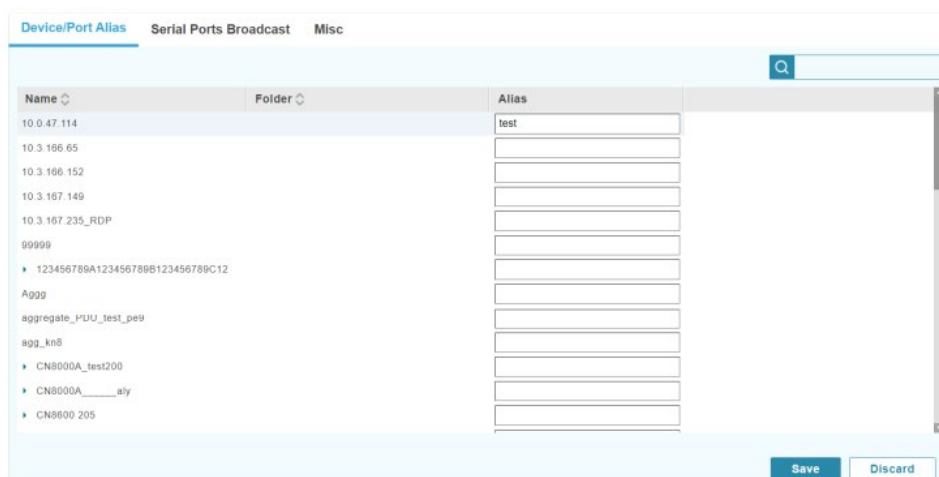 Device/Port Alias Serial Ports Broadcast Misc
Name Folder Alias
10.0.47.114 test
10.3.166.65
10.3.166.152
10.3.167.149
10.3.167.235_RDP
99999
123456789A123456789B123456789C12
Aggg
aggregate_PDU_test_pe9
agg_kn8
CN8000A_test200
CN8000A______aly
CN8600 205
Save Discard